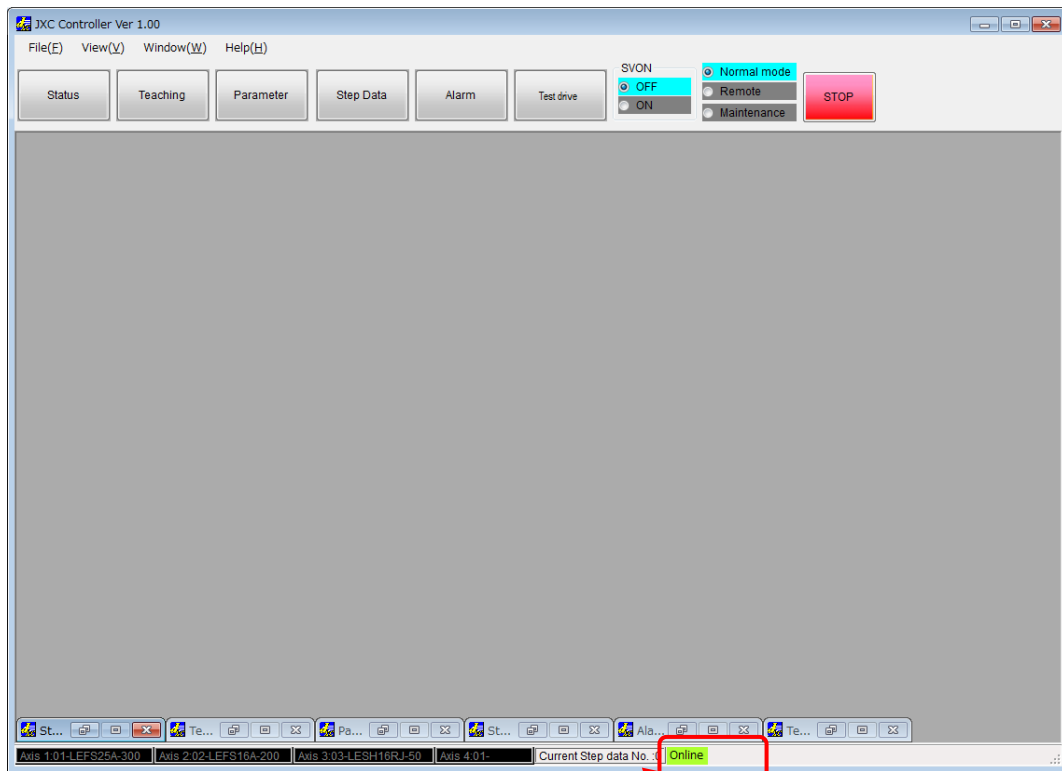 JXC Controller Ver 1.00
File(F) View(V) Window(W) Help(H)
Status
Teaching
Parameter
Step Data
Alarm
Test drive
SVON
OFF
ON
Normal mode
Remote
Maintenance
STOP
St...
Te...
Pa...
St...
Ala...
Te...
Axis 1:01-LEFS25A-300
Axis 2:02-LEFS16A-200
Axis 3:03-LESH16RJ-50
Axis 4:01-
Current Step data No. :
Online